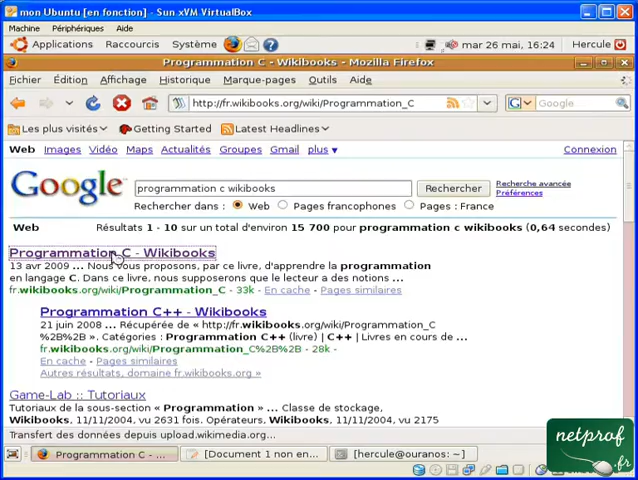 mon Ubuntu [en fonction] - Sun xVM VirtualBox
Machine Périphériques Aide
Applications Raccourcis Système mar 26 mai, 16:24 Hercule
Programmation C - Wikibooks - Mozilla Firefox
Fichier Édition Affichage Historique Marque-pages Outils Aide
http://fr.wikibooks.org/wiki/Programmation_C Google
Les plus visités Getting Started Latest Headlines
Web Images Vidéo Maps Actualités Groupes Gmail plus ▼ Connexion
Google programmation c wikibooks Rechercher Recherche avancée
Préférences
Rechercher dans : Web Pages francophones Pages : France
Web Résultats 1 - 10 sur un total d'environ 15 700 pour programmation c wikibooks (0,64 secondes)
Programmation C - Wikibooks
13 avr 2009 ... Nous vous proposons, par ce livre, d'apprendre la programmation
en langage C. Dans ce livre, nous supposerons que le lecteur a des notions ...
fr.wikibooks.org/wiki/Programmation_C - 33k - En cache - Pages similaires
Programmation C++ - Wikibooks
21 juin 2008 ... Récupérée de « http://fr.wikibooks.org/wiki/Programmation_C
%2B%2B ». Catégories : Programmation C++ (livre) | C++ | Livres en cours de ...
fr.wikibooks.org/wiki/Programmation_C%2B%2B - 28k -
En cache - Pages similaires
Autres résultats, domaine fr.wikibooks.org »
Game-Lab :: Tutoriaux
Tutoriaux de la sous-section « Programmation » ... Classe de stockage,
Wikibooks, 11/11/2004, vu 2631 fois. Opérateurs, Wikibooks, 11/11/2004, vu 2175
Transfert des données depuis upload.wikimedia.org...
Programmation C - ... [Document 1 non en... [hercule@ouranos: ~]
netprof
.fr